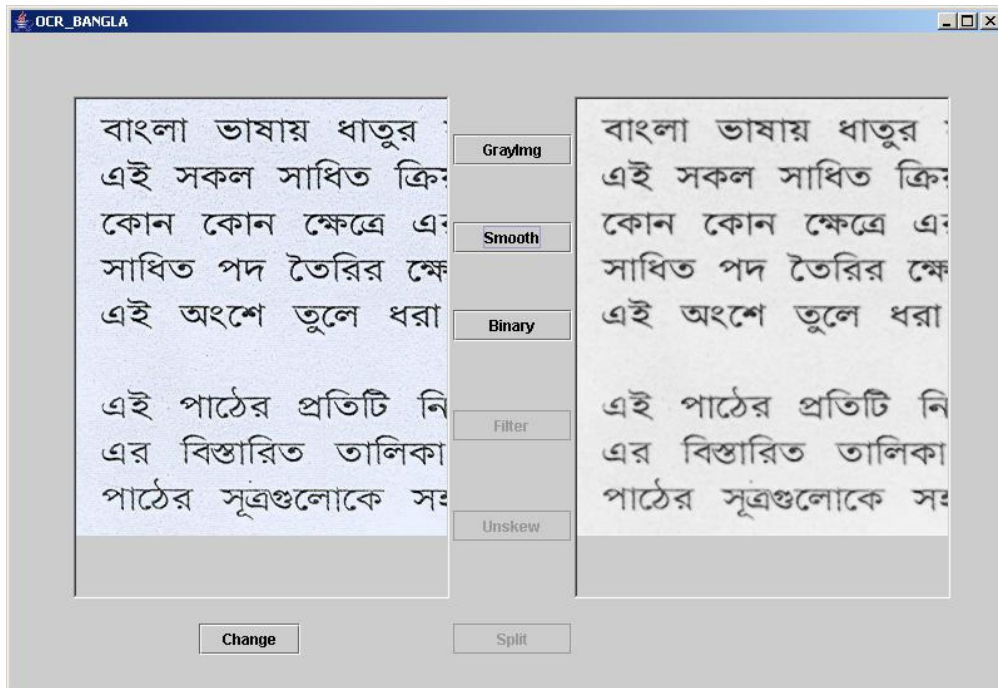 OCR_BANGLA
বাংলা ভাষায় ধাতুর
এই সকল সাধিত
কোন কোন ক্ষেত্রে
সাধিত পদ তৈরির
এই অংশে তুলে ধরা
এই পাঠের প্রতিটি
এর বিস্তারিত তালিকা
পাঠের সূত্রগুলোকে
GrayImg
Smooth
Binary
Filter
Unskew
Split
Change
বাংলা ভাষায় ধাতুর
এই সকল সাধিত
কোন কোন ক্ষেত্রে
সাধিত পদ তৈরির
এই অংশে তুলে ধরা
এই পাঠের প্রতিটি
এর বিস্তারিত তালিকা
পাঠের সূত্রগুলোকে